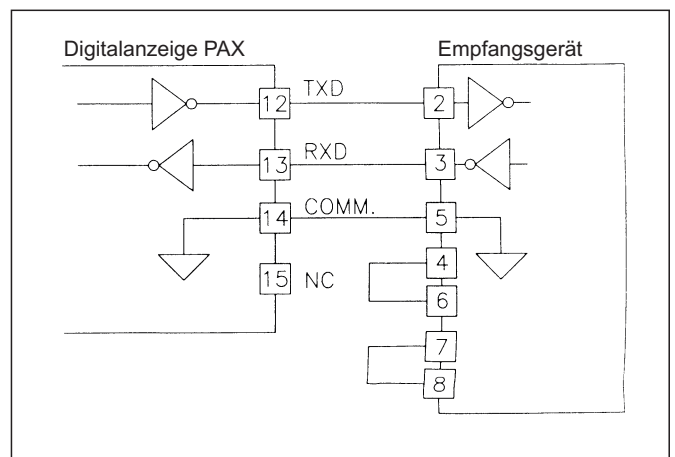 Digitalanzeige PAX Empfangsgerät
12 TXD 2
13 RXD 3
14 COMM. 5
15 NC
4
6
7
8